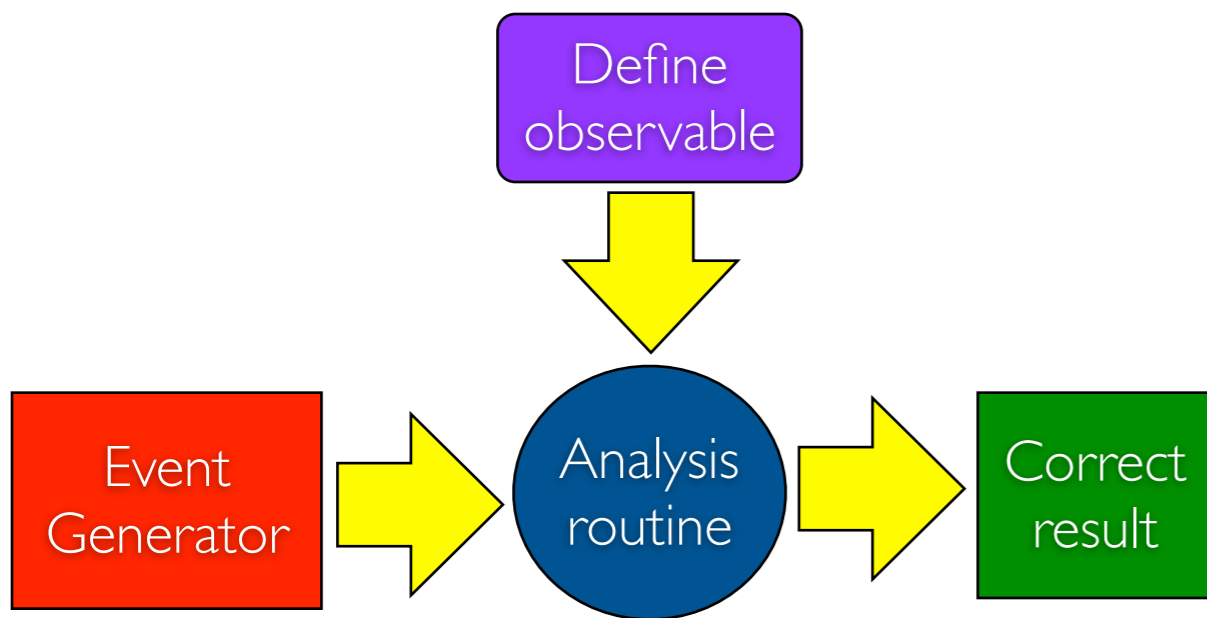 Define
observable
Event
Generator
Analysis
routine
Correct
result